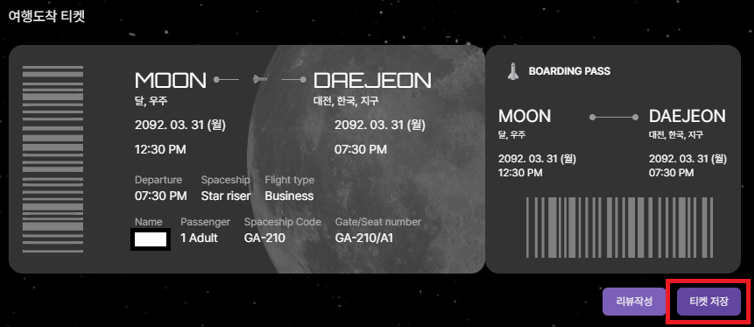 여행도착 티켓
MOON DAEJEON
달, 우주 대전, 한국, 지구
2092. 03. 31 (월) 2092. 03. 31 (월)
12:30 PM 07:30 PM
Departure Spaceship Flight type
07:30 PM Star riser Business
Name Passenger Spaceship Code Gate/Seat number
1 Adult GA-210 GA-210/A1
BOARDING PASS
MOON DAEJEON
달, 우주 대전, 한국, 지구
2092. 03. 31 (월) 2092. 03. 31 (월)
12:30 PM 07:30 PM
리뷰작성 티켓 저장